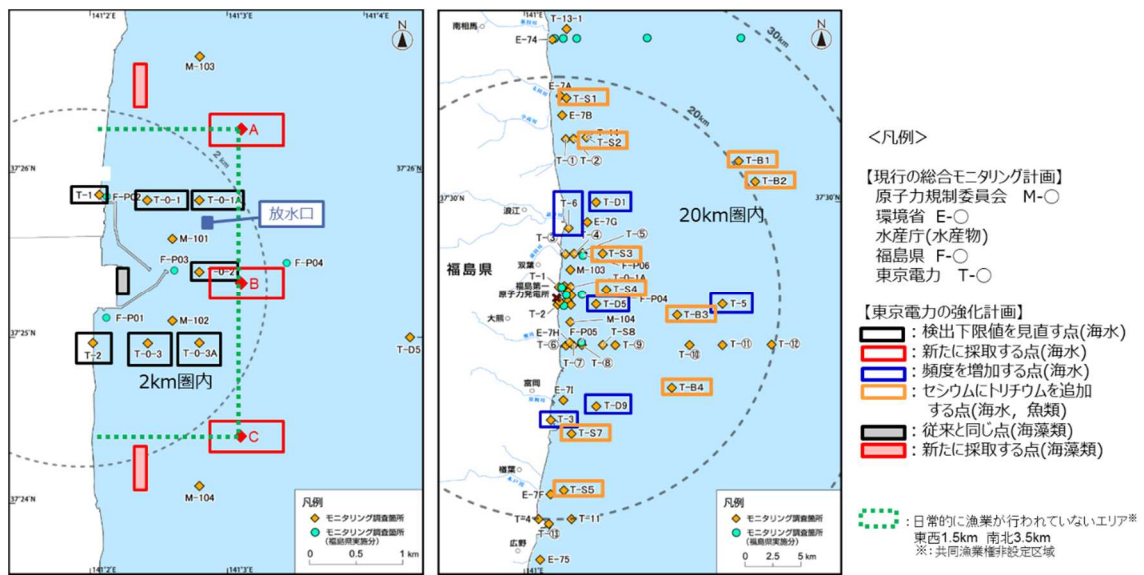 141°2'E
141°3'E
N
M-103
A
2 km
37°26'N
T-1
F-P02
T-0-1
T-0-1A
放水口
M-101
F-P03
T-0-2
F-P04
B
F-P01
M-102
37°25'N
T-2
T-0-3
T-0-3A
T-D5
2km圏内
C
37°24'N
M-104
凡例
モニタリング調査箇所
モニタリング調査箇所
(福島県実施分)
0 0.5 1 km
141°2'E
141°3'E
141°E
141°4'E
N
南相馬
T-13-1
E-74
30km
E-7A
T-S1
20km
E-7B
T-14
T-S2
T-①
T-②
T-B1
T-B2
37°30'N
T-6
T-D1
浪江
E-7G
20km圏内
T-③
T-④
T-⑤
T-S3
双葉
F-P06
M-103
福島県
T-1
T-0-1A
福島第一
原子力発電所
T-S4
F-P04
T-2
T-D5
T-5
大熊
T-B3
M-104
E-7H
F-P05
T-S8
T-⑥
T-⑦
T-⑧
T-⑨
T-⑩
T-⑪
T-⑫
富岡
T-B4
E-7I
T-D9
T-3
T-S7
楢葉
E-7F
T-S5
T-4
T-11
T-⑬
広野
E-75
凡例
モニタリング調査箇所
モニタリング調査箇所
(福島県実施分)
0 2.5 5 km
<凡例>
【現行の総合モニタリング計画】
原子力規制委員会 M-○
環境省 E-○
水産庁(水産物)
福島県 F-○
東京電力 T-○
【東京電力の強化計画】
：検出下限値を見直す点(海水)
：新たに採取する点(海水)
：頻度を増加する点(海水)
：セシウムにトリチウムを追加
する点(海水，魚類)
：従来と同じ点(海藻類)
：新たに採取する点(海藻類)
：日常的に漁業が行われていないエリア※
東西1.5km 南北3.5km
※：共同漁業権非設定区域